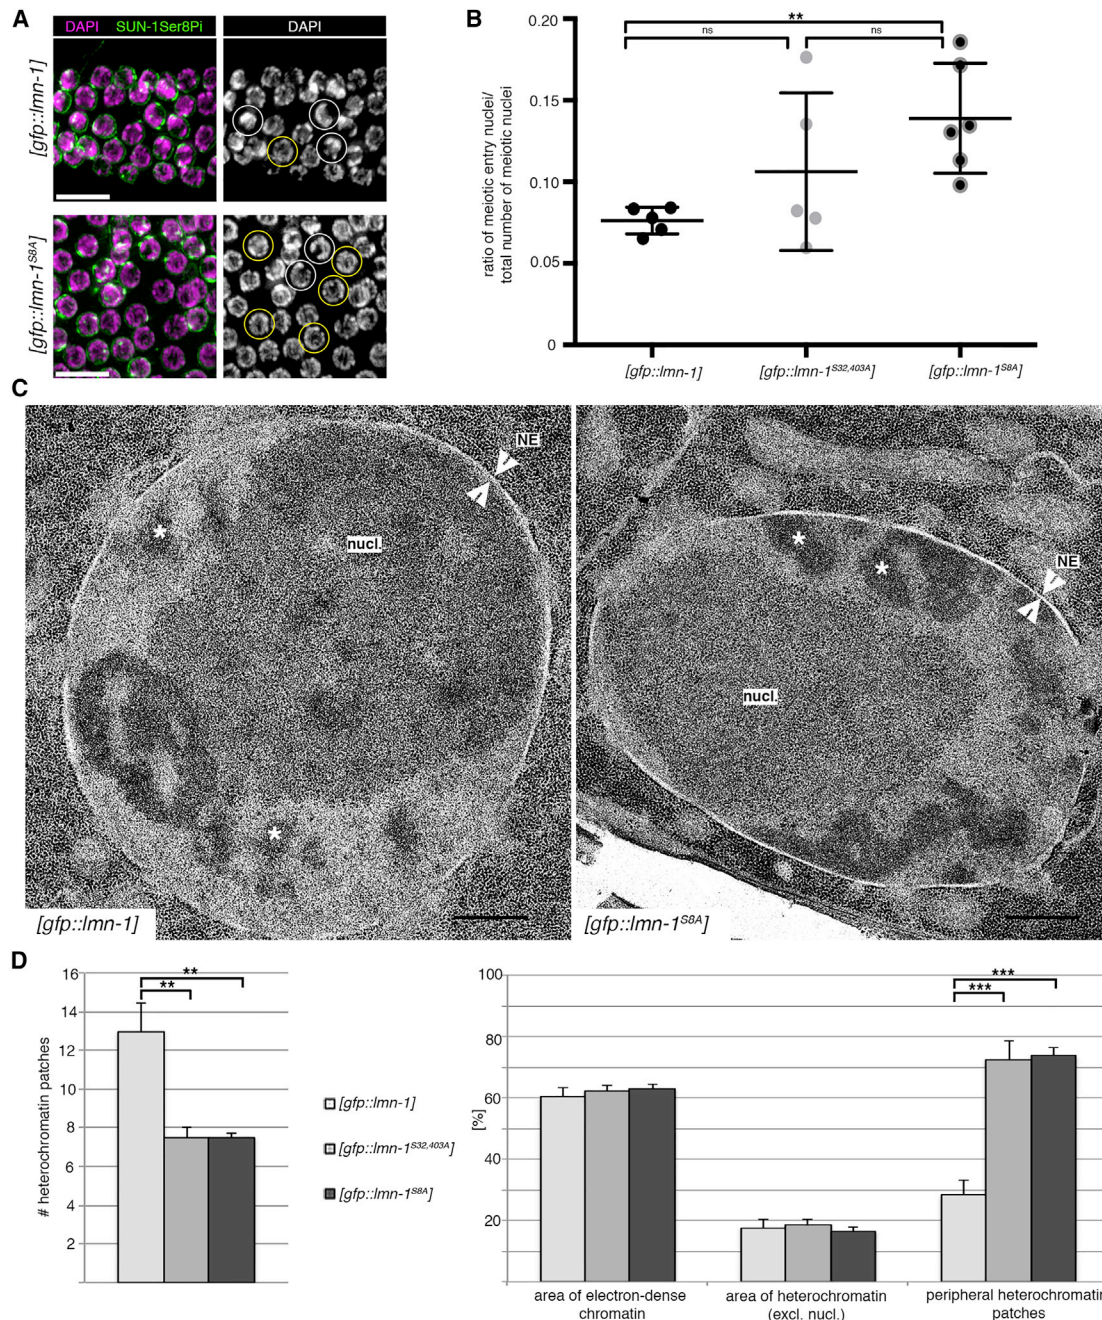 A
DAPI SUN-1Ser8Pi
DAPI
[gfp::lmn-1]
[gfp::lmn-1S8A]
B
ratio of meiotic entry nuclei/
total number of meiotic nuclei
0.20
0.15
0.10
0.05
0
**
ns
ns
[gfp::lmn-1]
[gfp::lmn-1S32,403A]
[gfp::lmn-1S8A]
C
NE
*
nucl.
*
[gfp::lmn-1]
* *
NE
nucl.
[gfp::lmn-1S8A]
D
# heterochromatin patches
16
14
12
10
8
6
4
2
**
**
[gfp::lmn-1]
[gfp::lmn-1S32,403A]
[gfp::lmn-1S8A]
[%]
100
80
60
40
20
***
***
area of electron-dense
chromatin
area of heterochromatin
(excl. nucl.)
peripheral heterochromatin
patches